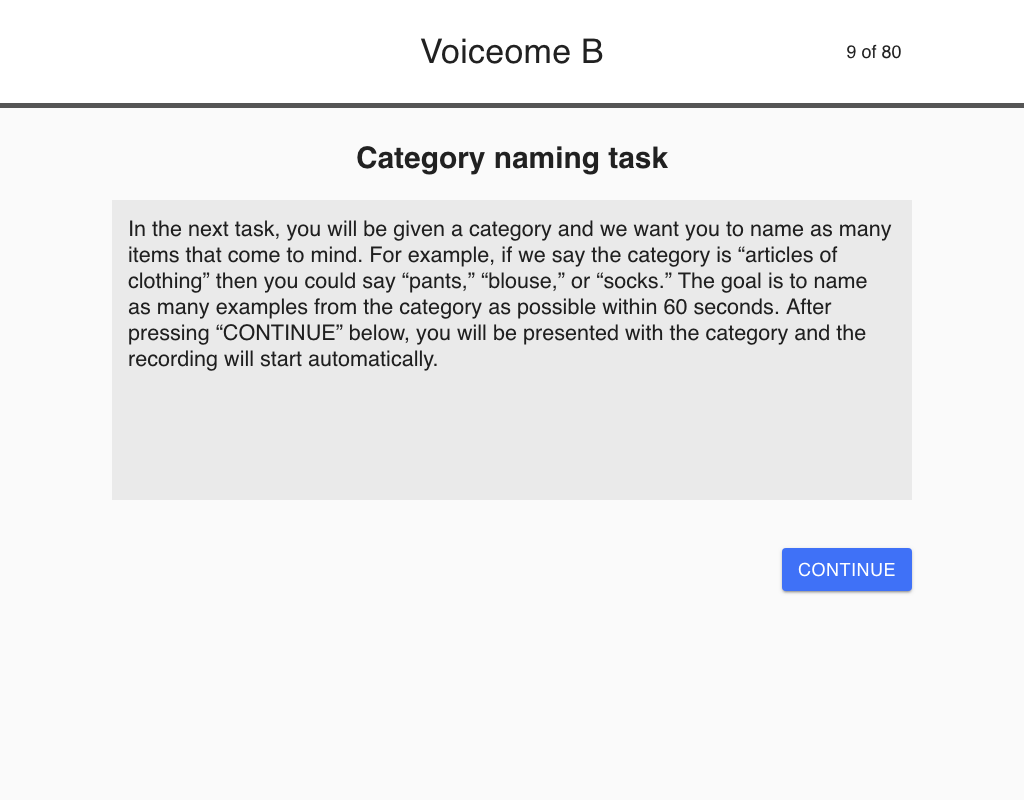 Voiceome B
9 of 80
Category naming task
In the next task, you will be given a category and we want you to name as many
items that come to mind. For example, if we say the category is “articles of
clothing” then you could say “pants,” “blouse,” or “socks.” The goal is to name
as many examples from the category as possible within 60 seconds. After
pressing “CONTINUE” below, you will be presented with the category and the
recording will start automatically.
CONTINUE